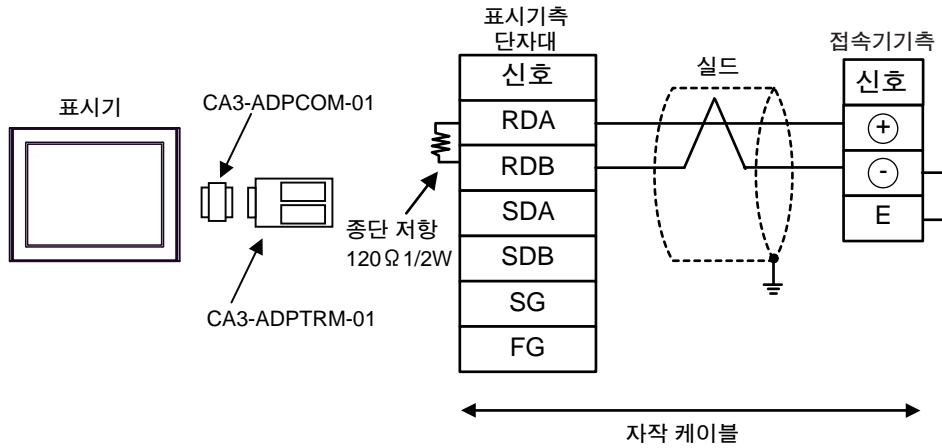 표시기
CA3-ADPCOM-01
CA3-ADPTRM-01
종단 저항
120Ω 1/2W
표시기측
단자대
신호
RDA
RDB
SDA
SDB
SG
FG
실드
접속기기측
신호
+
-
E
자작 케이블